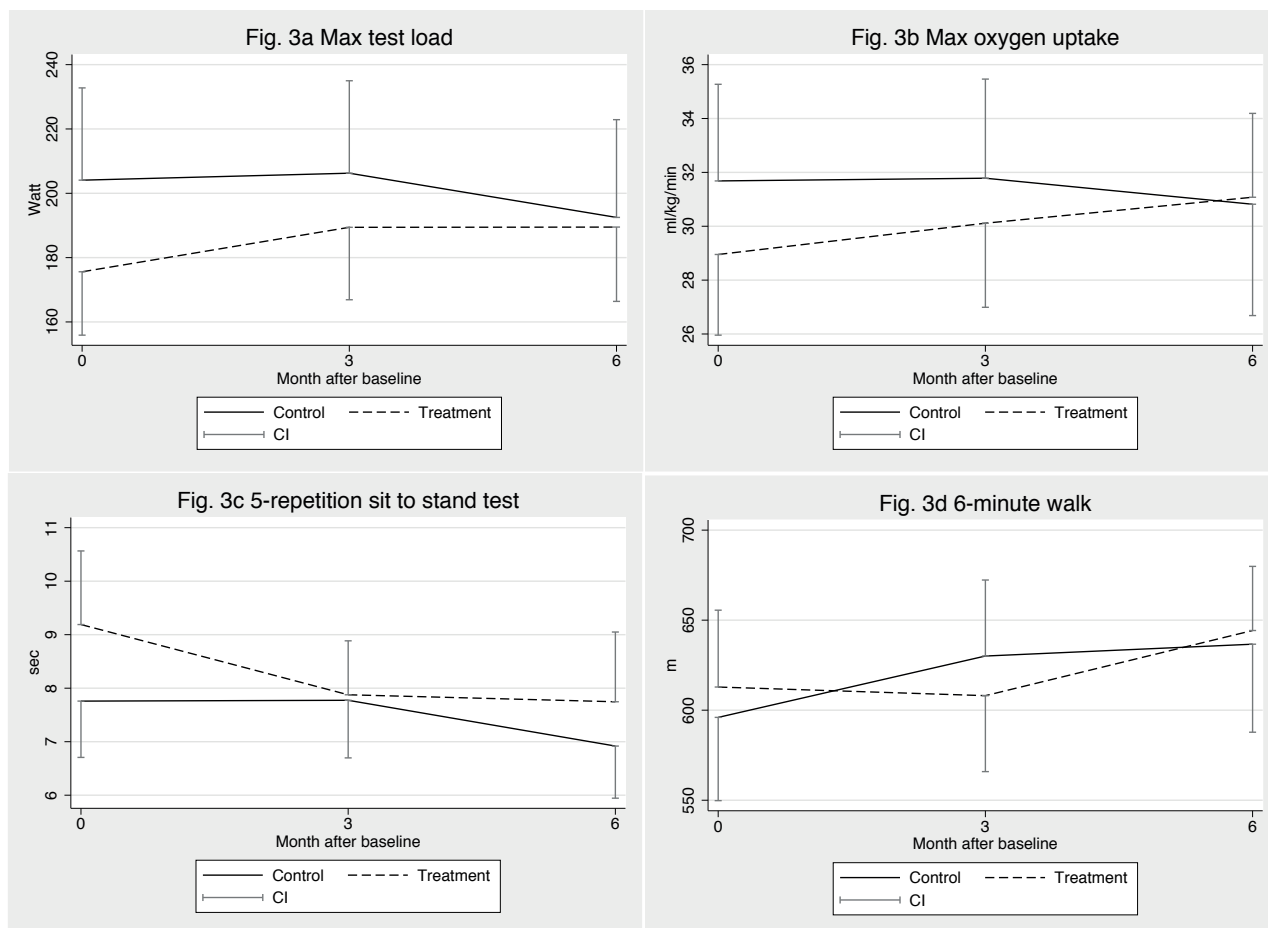 Fig. 3a Max test load
240
220
200
180
160
Watt
0 3 6
Month after baseline
Control Treatment
CI
Fig. 3b Max oxygen uptake
36
34
32
30
28
26
ml/kg/min
0 3 6
Month after baseline
Control Treatment
CI
Fig. 3c 5-repetition sit to stand test
11
10
9
8
7
6
sec
0 3 6
Month after baseline
Control Treatment
CI
Fig. 3d 6-minute walk
700
650
600
550
m
0 3 6
Month after baseline
Control Treatment
CI